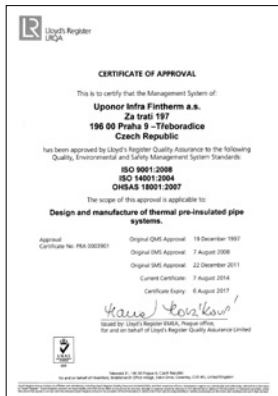 LR
Lloyd's Register
LRQA
CERTIFICATE OF APPROVAL
This is to certify that the Management System of:
Uponor Infra Fintherm a.s.
Za tratí 197
196 00 Praha 9 –Třeboradice
Czech Republic
has been approved by Lloyd's Register Quality Assurance to the following
Quality, Environmental and Safety Management System Standards:
ISO 9001:2008
ISO 14001:2004
OHSAS 18001:2007
The scope of this approval is applicable to:
Design and manufacture of thermal pre-insulated pipe
systems.
Approval
Certificate No: PRA 0003901
Original QMS Approval: 19 December 1997
Original EMS Approval: 7 August 2008
Original SMS Approval: 22 December 2011
Current Certificate: 7 August 2014
Certificate Expiry: 6 August 2017
Issued by: Lloyd's Register EMEA, Prague office,
for and on behalf of Lloyd's Register Quality Assurance Limited
UKAS